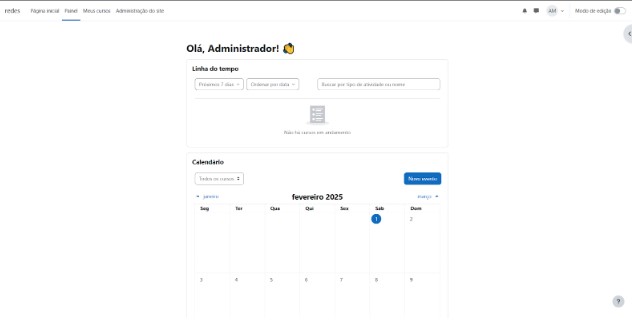 redes Página inicial Painel Meus cursos Administração do site AM Modo de edição
Olá, Administrador!
Linha do tempo
Próximos 7 dias Ordenar por data Buscar por tipo de atividade ou nome
Não há cursos em andamento
Calendário
Todos os cursos Novo evento
janeiro fevereiro 2025 março
Seg Ter Qua Qui Sex Sáb Dom
1 2
3 4 5 6 7 8 9
?